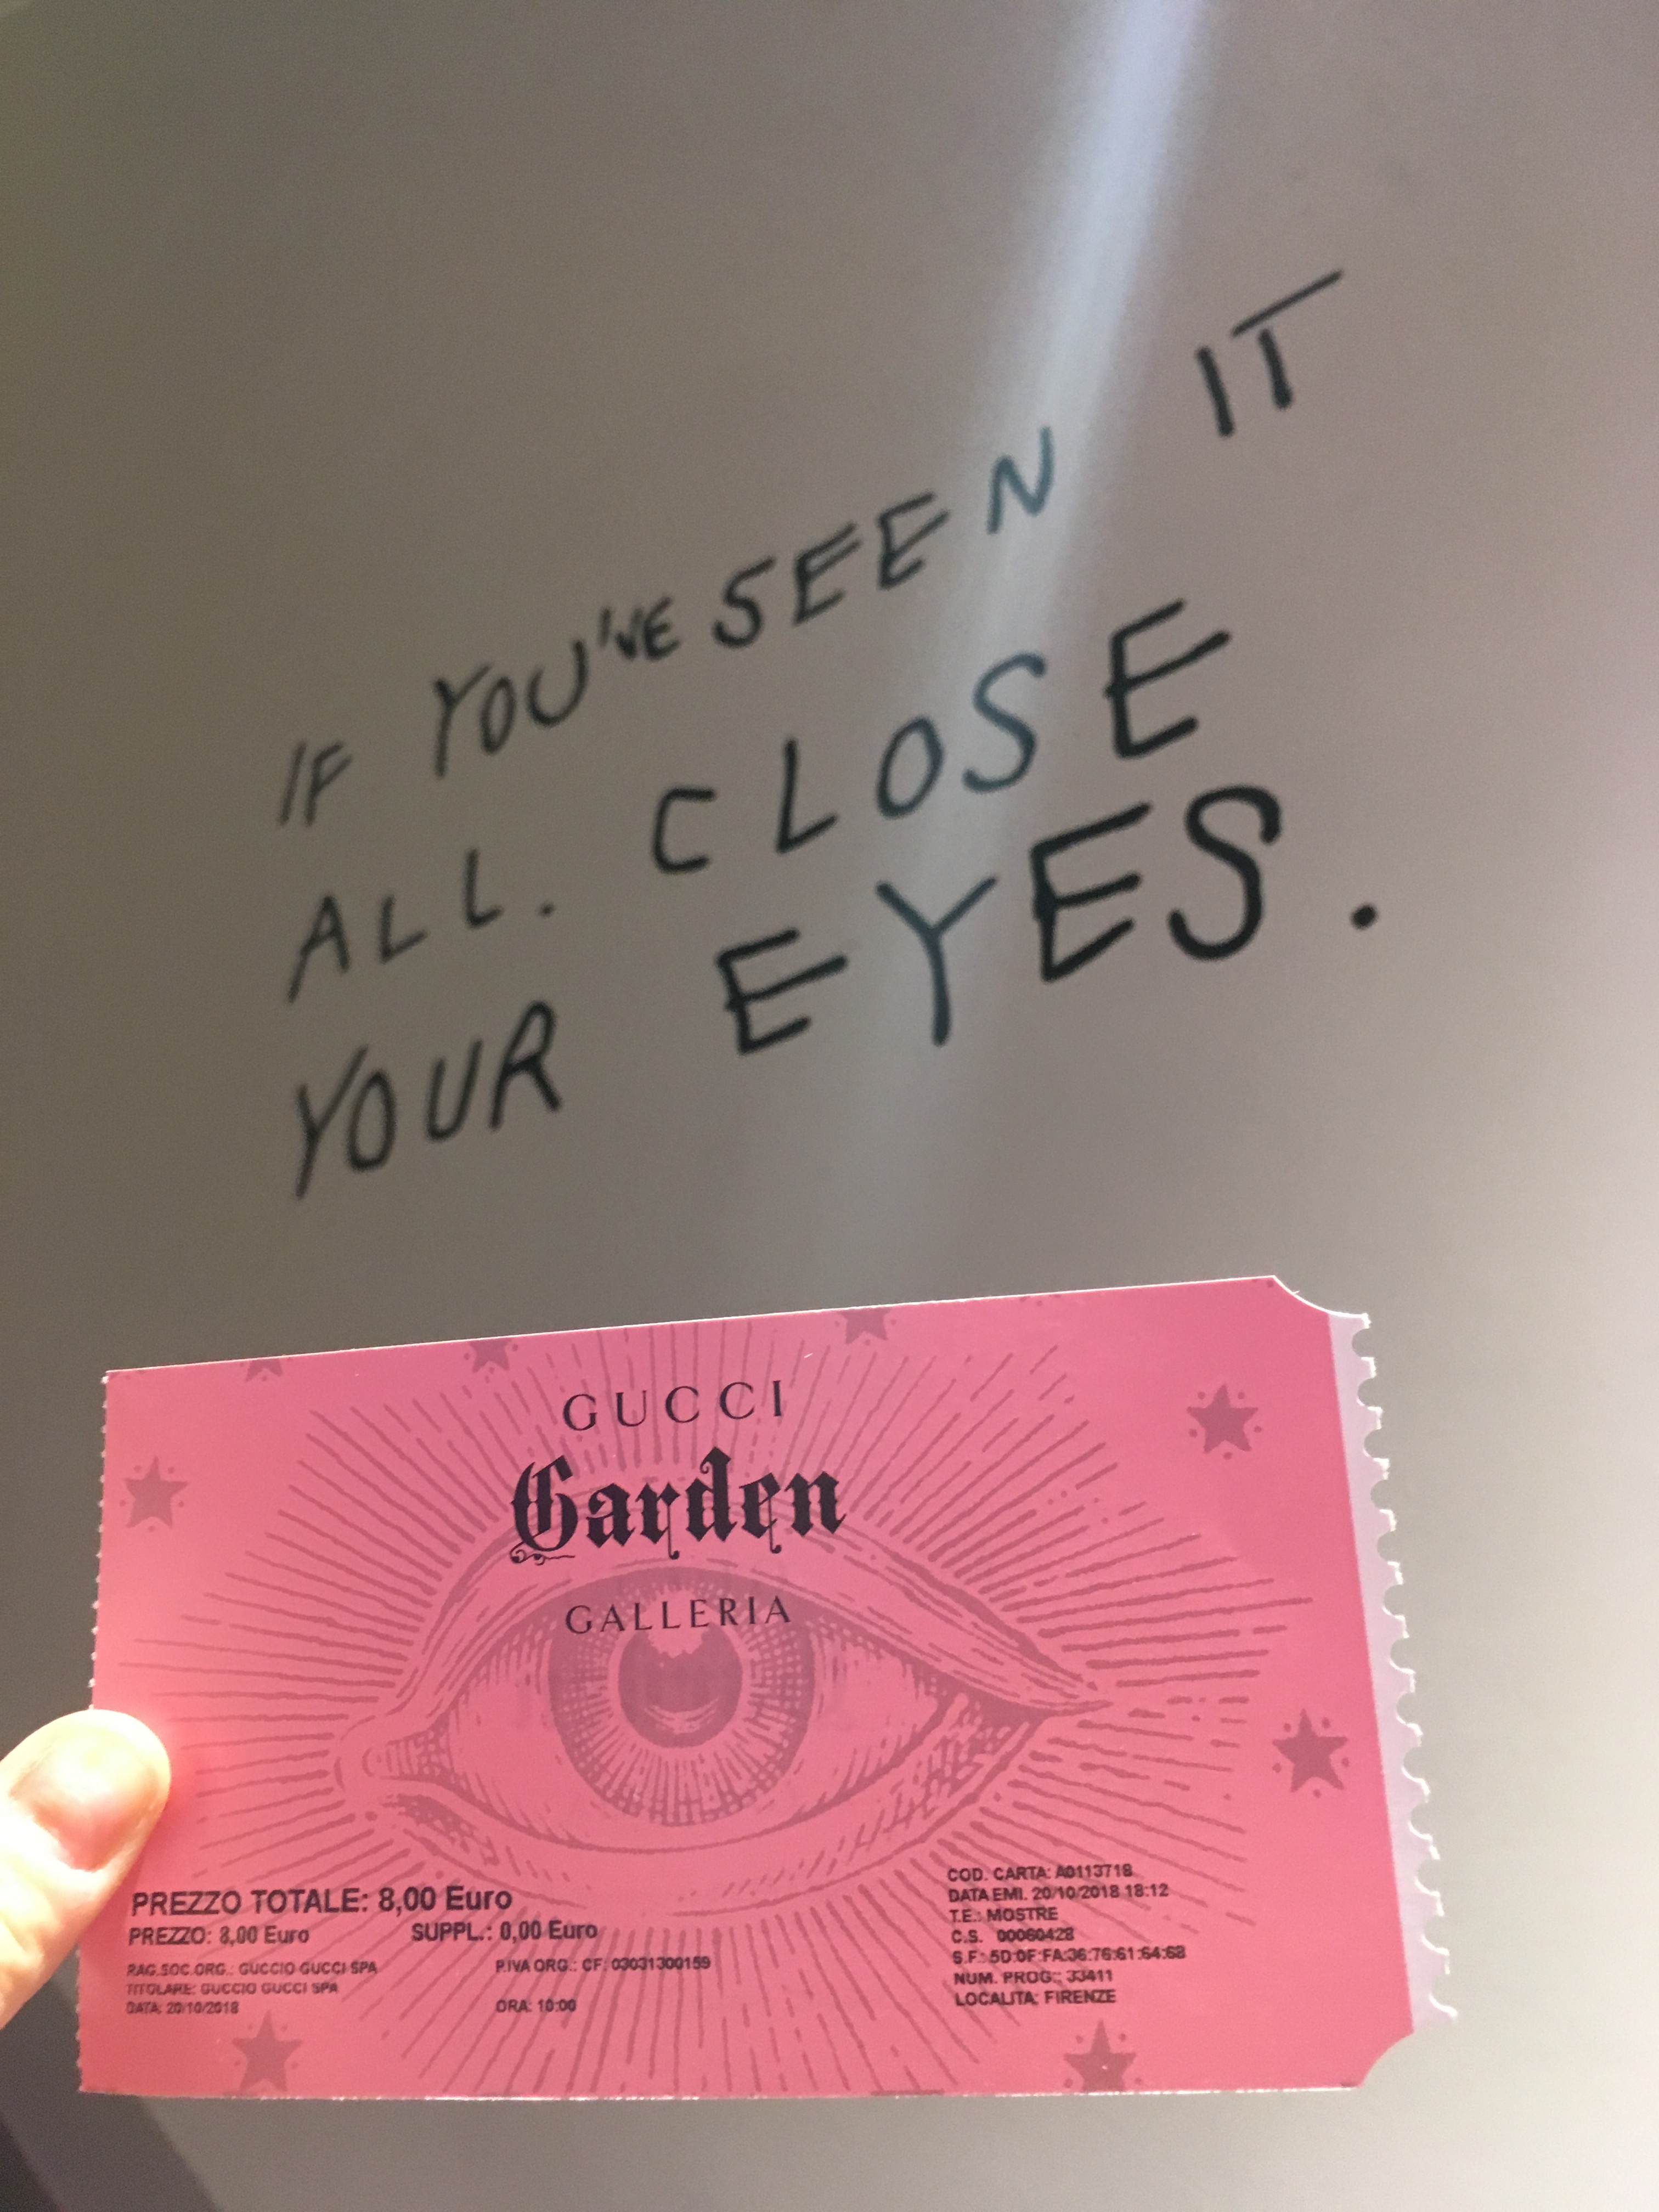 IF YOU'VE SEEN IT
ALL. CLOSE
YOUR EYES.
GUCCI
Garden
GALLERIA
PREZZO TOTALE: 8,00 Euro
PREZZO: 8,00 Euro SUPPL.: 0,00 Euro
RAG.SOC.ORG.: GUCCIO GUCCI SPA P.IVA ORG.: CF: 03031300159
TITOLARE: GUCCIO GUCCI SPA
DATA: 20/10/2018 ORA: 10:00
COD. CARTA: A0113718
DATA EMI. 20/10/2018 18:12
T.E.: MOSTRE
C.S. 00060428
S.F.: 5D:0F:FA:36:76:61:64:68
NUM. PROG.: 33411
LOCALITA: FIRENZE